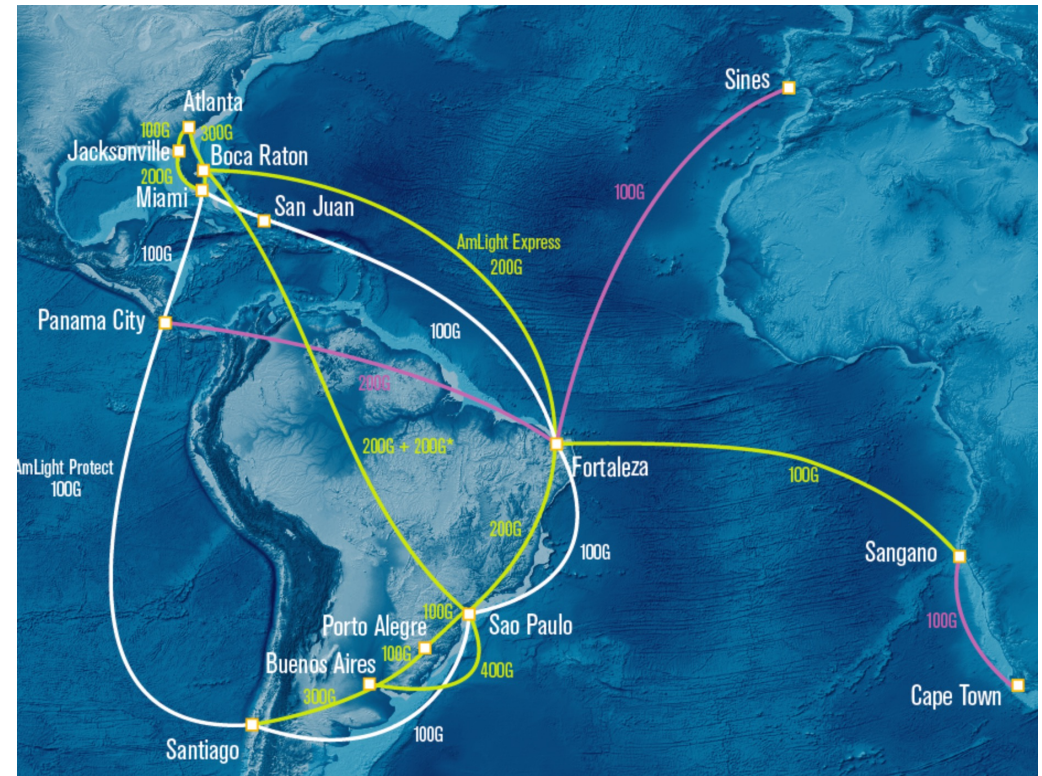 Sines
Atlanta
100G
300G
Jacksonville
Boca Raton
200G
Miami
San Juan
100G
AmLight Express
200G
100G
Panama City
100G
200G
AmLight Protect
100G
200G + 200G*
Fortaleza
100G
200G
100G
Sangano
100G
Sao Paulo
Porto Alegre
100G
100G
Buenos Aires
400G
300G
100G
Cape Town
100G
Santiago